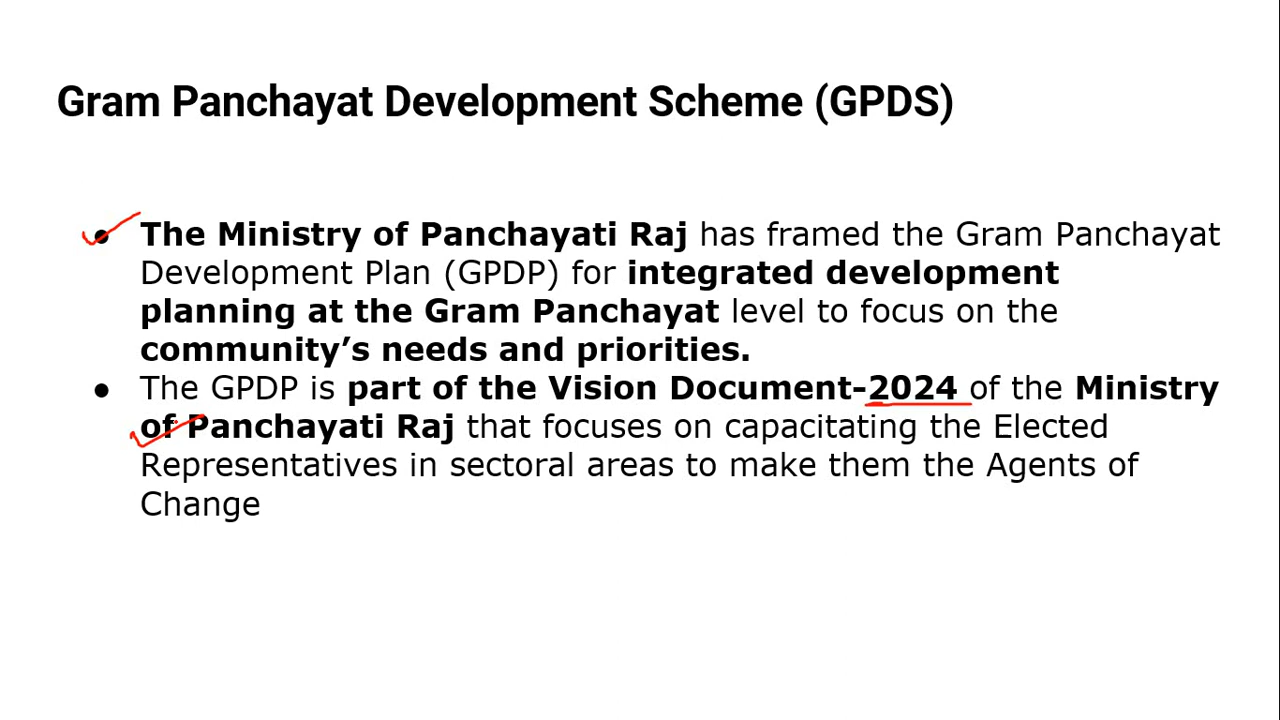 Gram Panchayat Development Scheme (GPDS)
● The Ministry of Panchayati Raj has framed the Gram Panchayat
Development Plan (GPDP) for integrated development
planning at the Gram Panchayat level to focus on the
community’s needs and priorities.
● The GPDP is part of the Vision Document-2024 of the Ministry
of Panchayati Raj that focuses on capacitating the Elected
Representatives in sectoral areas to make them the Agents of
Change